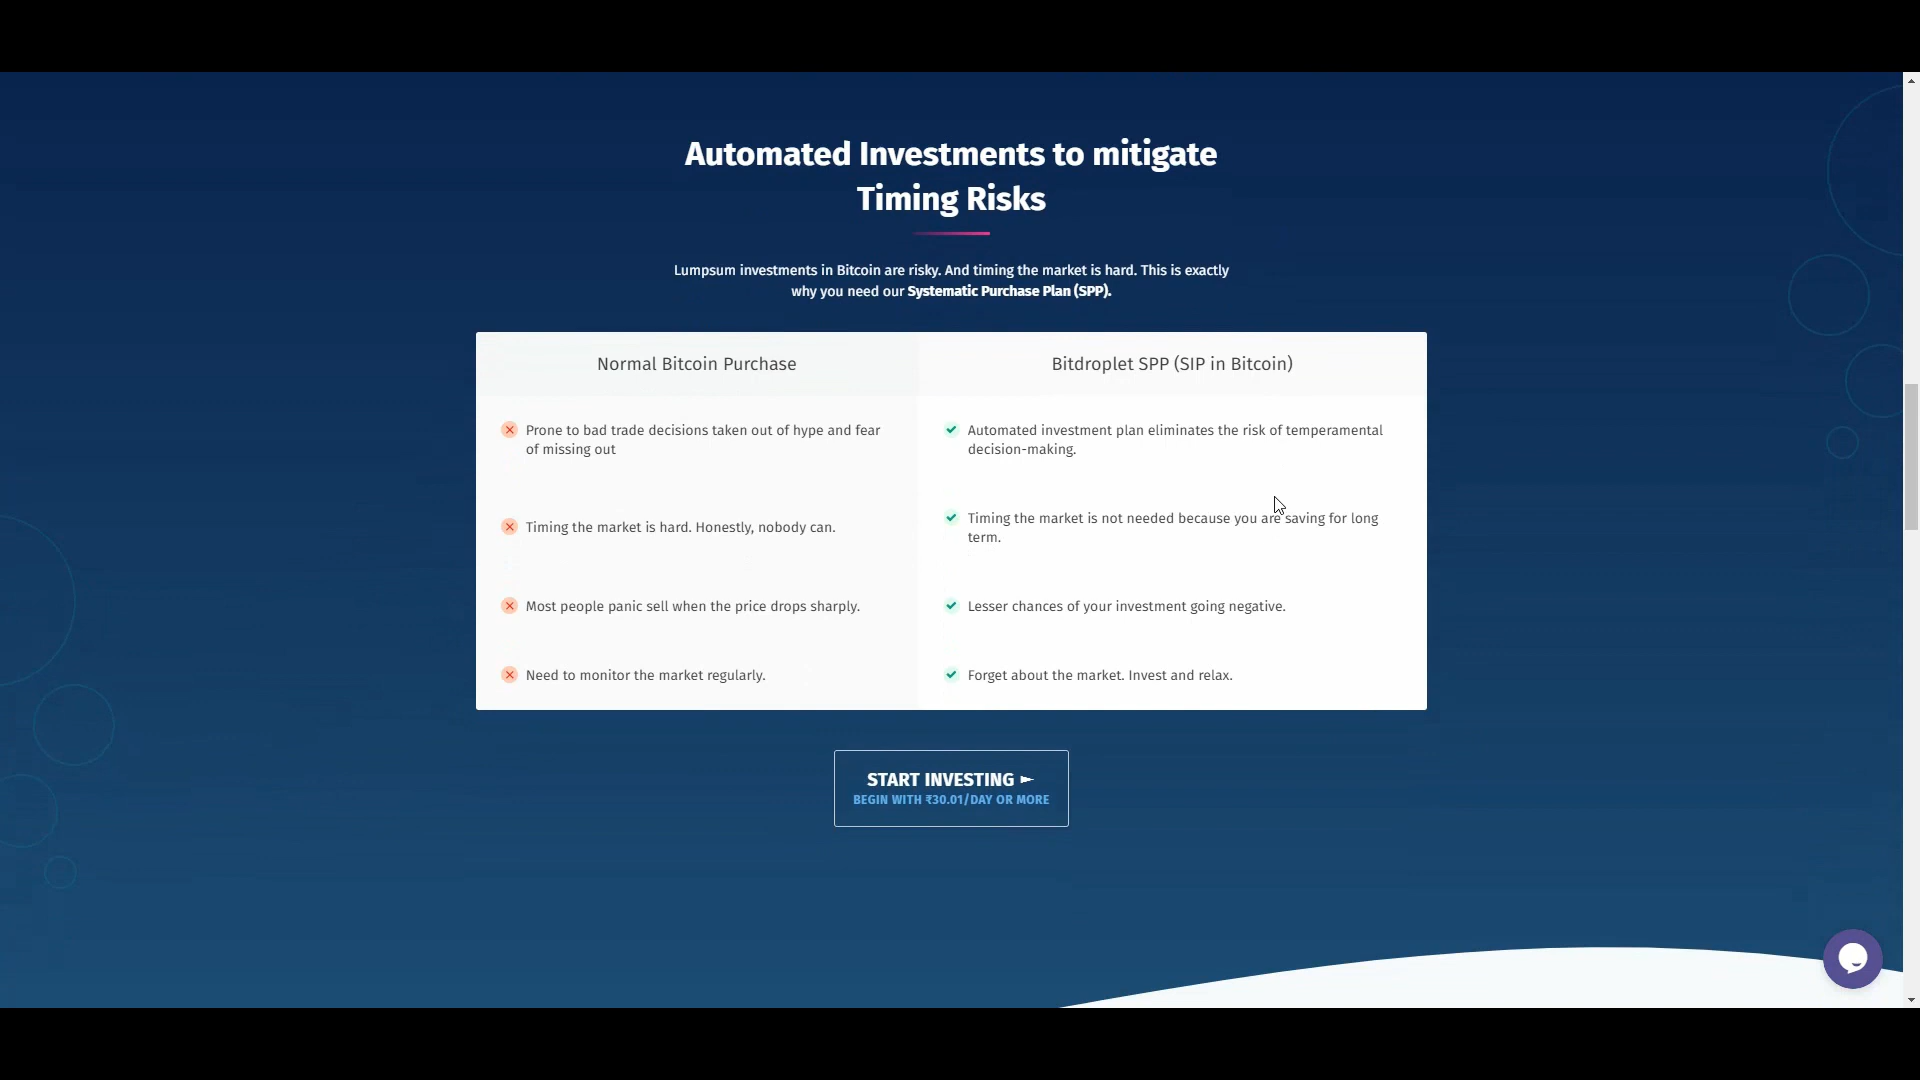 Automated Investments to mitigate
Timing Risks
Lumpsum investments in Bitcoin are risky. And timing the market is hard. This is exactly
why you need our Systematic Purchase Plan (SPP).
Normal Bitcoin Purchase
Bitdroplet SPP (SIP in Bitcoin)
Prone to bad trade decisions taken out of hype and fear
of missing out
Automated investment plan eliminates the risk of temperamental
decision-making.
Timing the market is hard. Honestly, nobody can.
Timing the market is not needed because you are saving for long
term.
Most people panic sell when the price drops sharply.
Lesser chances of your investment going negative.
Need to monitor the market regularly.
Forget about the market. Invest and relax.
START INVESTING
BEGIN WITH ₹30.01/DAY OR MORE